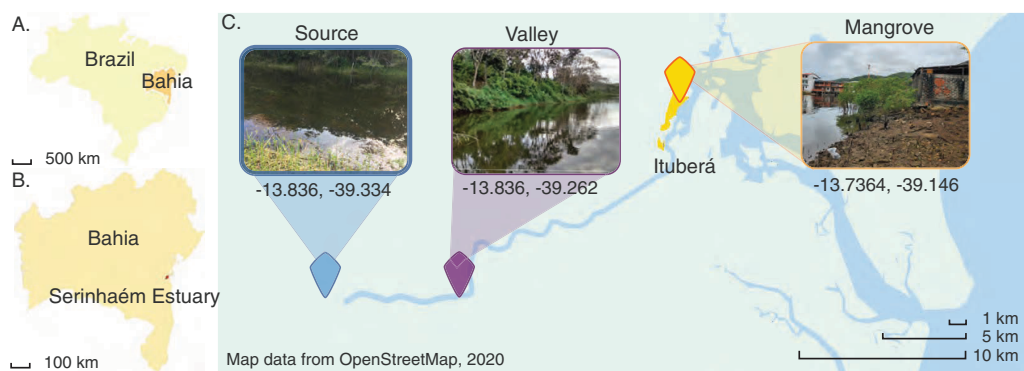 A.
Brazil
Bahia
500 km
B.
Bahia
Serinhaém Estuary
100 km
C.
Source
-13.836, -39.334
Valley
-13.836, -39.262
Mangrove
-13.7364, -39.146
Ituberá
1 km
5 km
10 km
Map data from OpenStreetMap, 2020